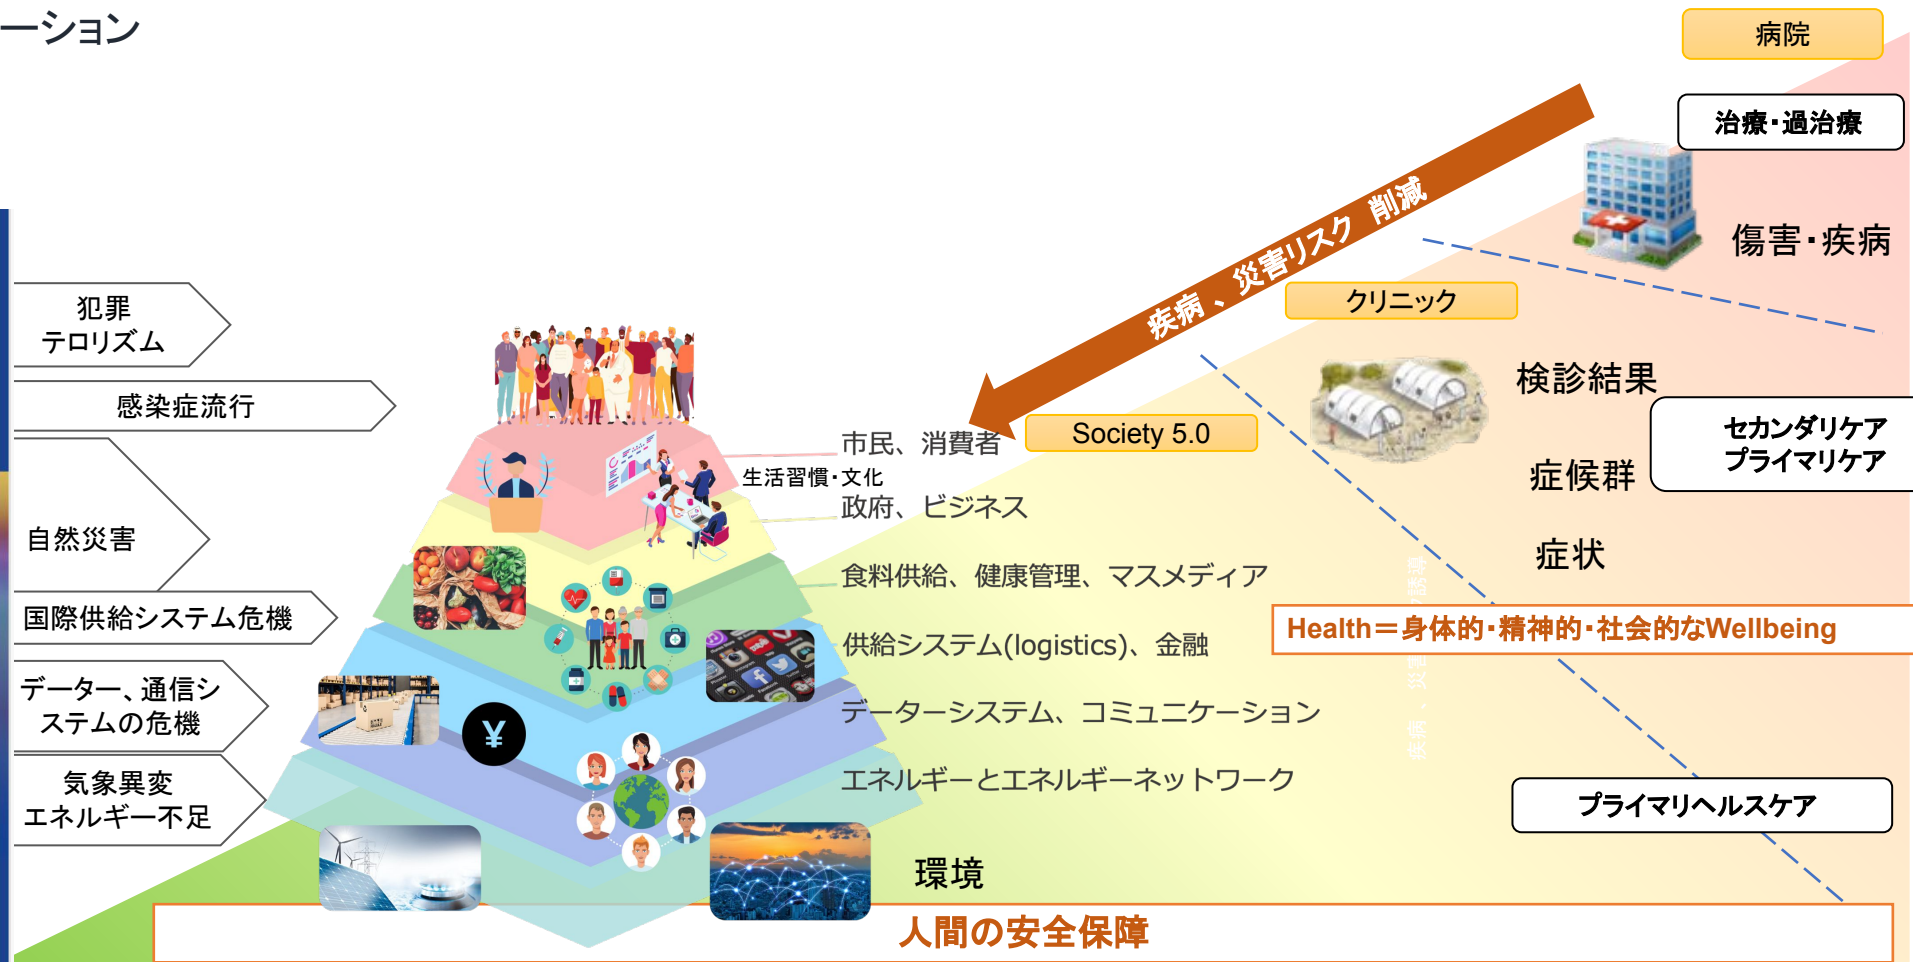 ーション
病院
治療・過治療
傷害・疾病
疾病 、災害リスク 削減
クリニック
犯罪
テロリズム
感染症流行
自然災害
国際供給システム危機
データー、通信シ
ステムの危機
気象異変
エネルギー不足
市民、消費者
Society 5.0
生活習慣・文化
政府、ビジネス
食料供給、健康管理、マスメディア
供給システム(logistics)、金融
データーシステム、コミュニケーション
エネルギーとエネルギーネットワーク
環境
検診結果
セカンダリケア
プライマリケア
症候群
症状
Health＝身体的・精神的・社会的なWellbeing
疾病 、災害
誘導
プライマリヘルスケア
¥
人間の安全保障